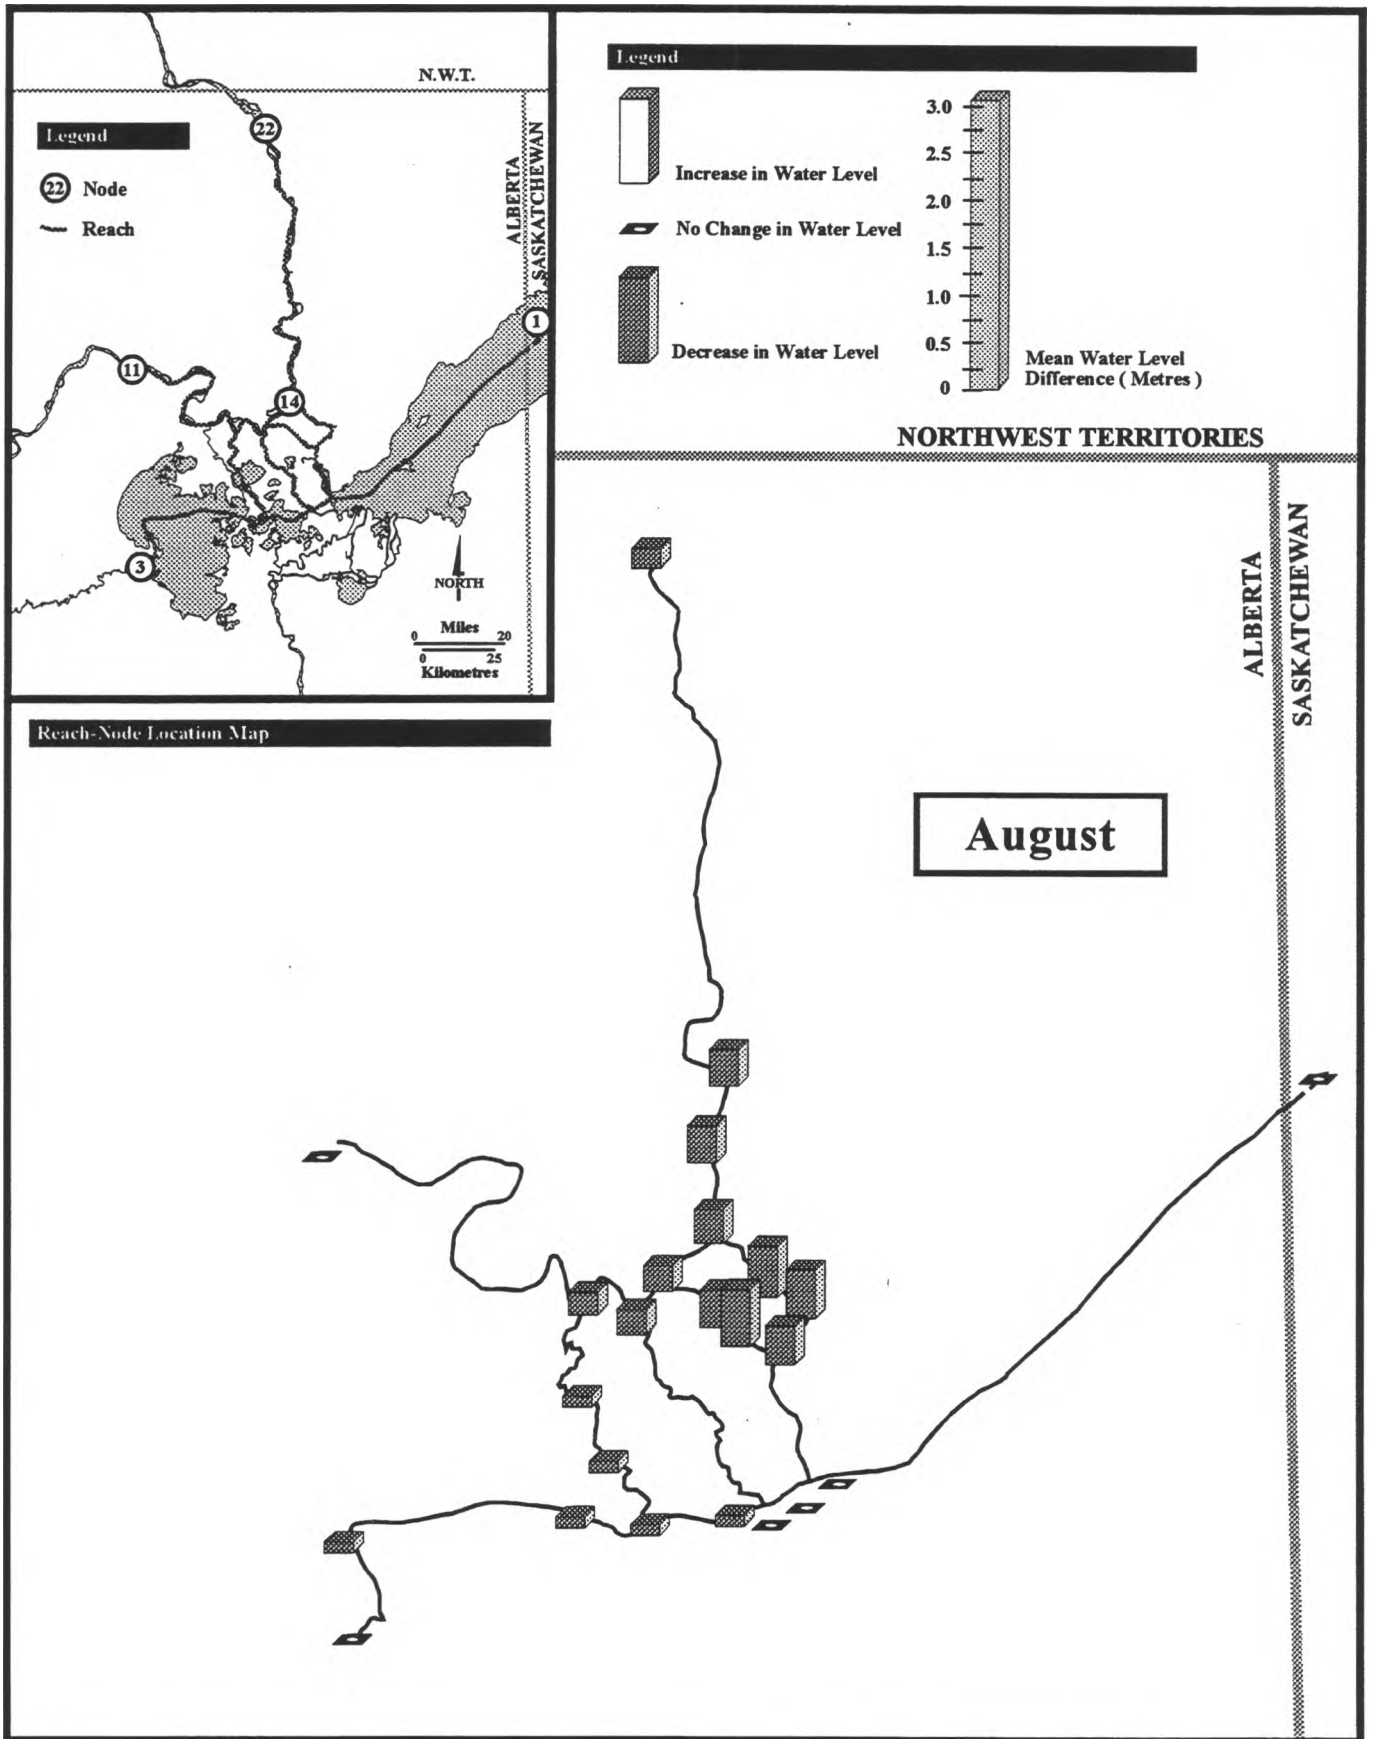 N.W.T.
Legend
22
22 Node
Reach
ALBERTA
SASKATCHEWAN
1
11
14
3
NORTH
Miles
0 20
0 25
Kilometres
Reach-Node Location Map
Legend
Increase in Water Level
No Change in Water Level
Decrease in Water Level
3.0
2.5
2.0
1.5
1.0
0.5
0
Mean Water Level
Difference ( Metres )
NORTHWEST TERRITORIES
ALBERTA
SASKATCHEWAN
August